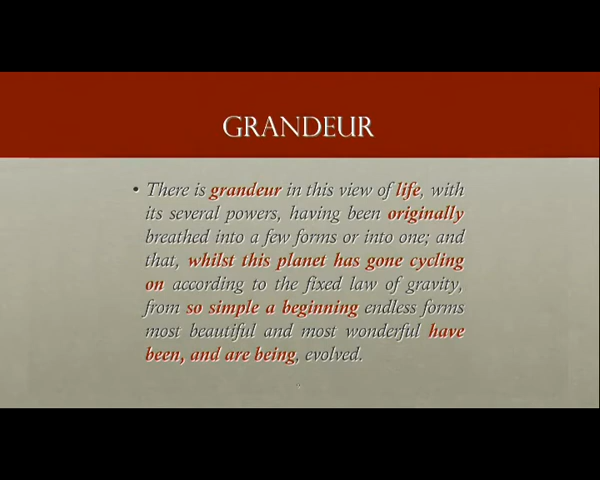 GRANDEUR
• There is grandeur in this view of life, with
its several powers, having been originally
breathed into a few forms or into one; and
that, whilst this planet has gone cycling
on according to the fixed law of gravity,
from so simple a beginning endless forms
most beautiful and most wonderful have
been, and are being, evolved.